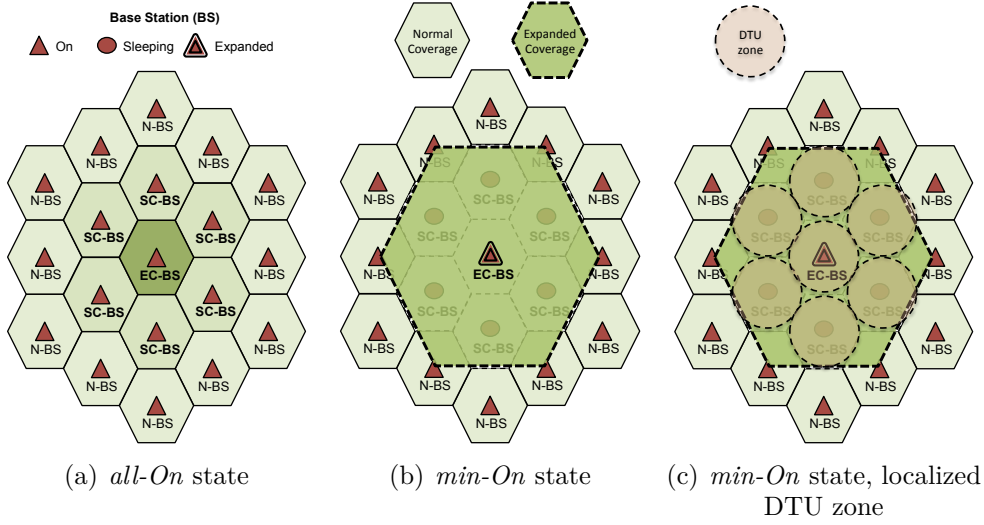 Base Station (BS)
On
Sleeping
Expanded
Normal
Coverage
Expanded
Coverage
DTU
zone
N-BS
N-BS N-BS
N-BS SC-BS N-BS
SC-BS SC-BS
N-BS EC-BS N-BS
SC-BS SC-BS
N-BS SC-BS N-BS
N-BS N-BS
N-BS
(a) all-On state
N-BS
N-BS N-BS
N-BS SC-BS N-BS
SC-BS SC-BS
N-BS EC-BS N-BS
SC-BS SC-BS
N-BS SC-BS N-BS
N-BS N-BS
N-BS
(b) min-On state
N-BS
N-BS N-BS
N-BS SC-BS N-BS
SC-BS SC-BS
N-BS EC-BS N-BS
SC-BS SC-BS
N-BS SC-BS N-BS
N-BS N-BS
N-BS
(c) min-On state, localized
DTU zone